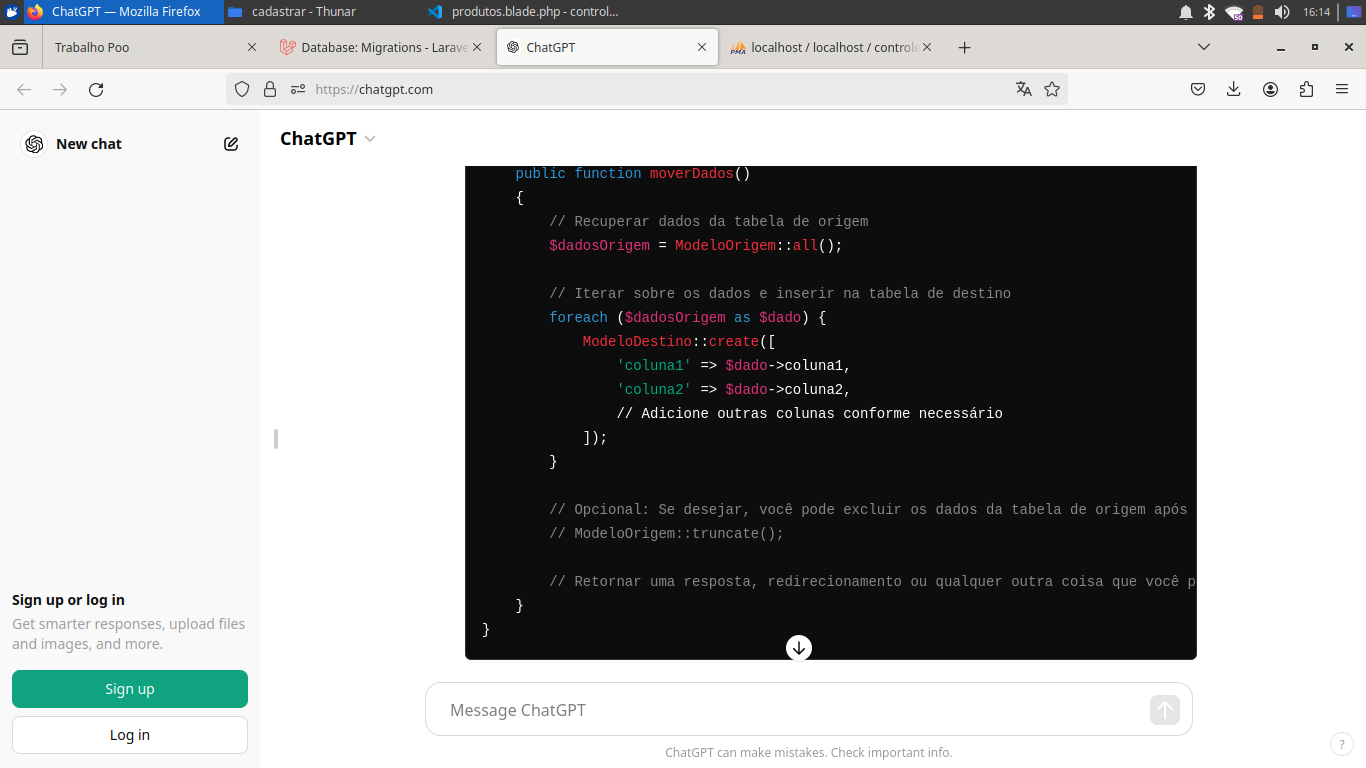 ChatGPT — Mozilla Firefox
cadastrar - Thunar
produtos.blade.php - control...
50
16:14
Trabalho Poo
Database: Migrations - Larave
ChatGPT
PMA
localhost / localhost / controle
https://chatgpt.com
New chat
ChatGPT
public function moverDados()
{
// Recuperar dados da tabela de origem
$dadosOrigem = ModeloOrigem::all();
// Iterar sobre os dados e inserir na tabela de destino
foreach ($dadosOrigem as $dado) {
ModeloDestino::create([
'coluna1' => $dado->coluna1,
'coluna2' => $dado->coluna2,
// Adicione outras colunas conforme necessário
]);
}
// Opcional: Se desejar, você pode excluir os dados da tabela de origem após
// ModeloOrigem::truncate();
// Retornar uma resposta, redirecionamento ou qualquer outra coisa que você p
}
}
Sign up or log in
Get smarter responses, upload files
and images, and more.
Sign up
Log in
Message ChatGPT
ChatGPT can make mistakes. Check important info.
?